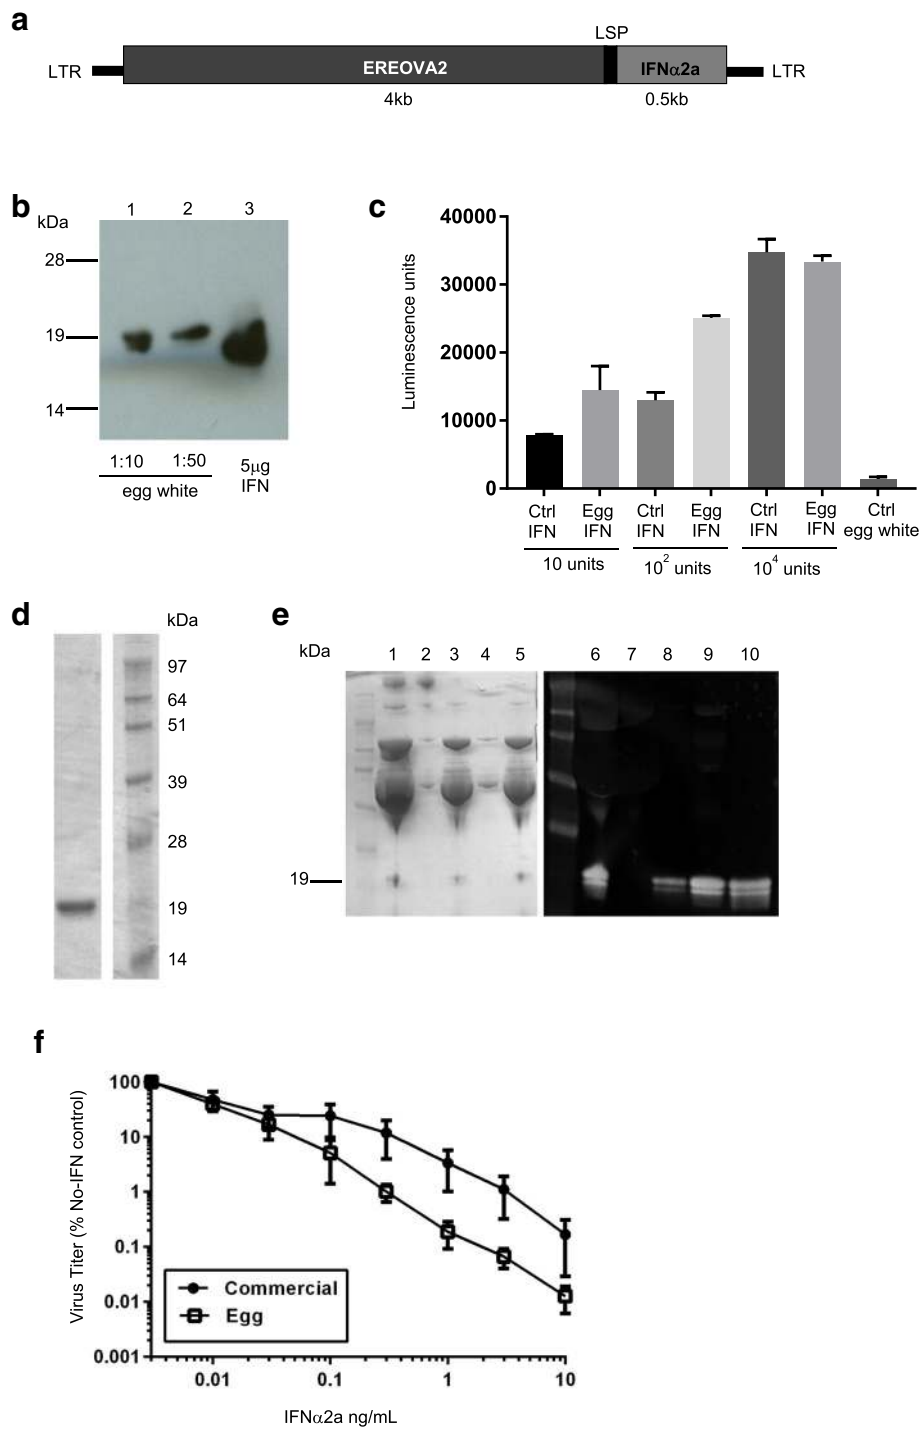 a
LSP
LTR EREOVA2 IFNα2a LTR
4kb 0.5kb
b
kDa
1 2 3
28
19
14
1:10 1:50 5μg
IFN
egg white
c
Luminescence units
40000
30000
20000
10000
0
Ctrl IFN Egg IFN Ctrl IFN Egg IFN Ctrl IFN Egg IFN Ctrl egg white
10 units 10² units 10⁴ units
d
kDa
97
64
51
39
28
19
14
e
kDa 1 2 3 4 5 6 7 8 9 10
19
f
Virus Titer (% No-IFN control)
100
10
1
0.1
0.01
0.001
Commercial
Egg
0.01 0.1 1 10
IFNα2a ng/mL